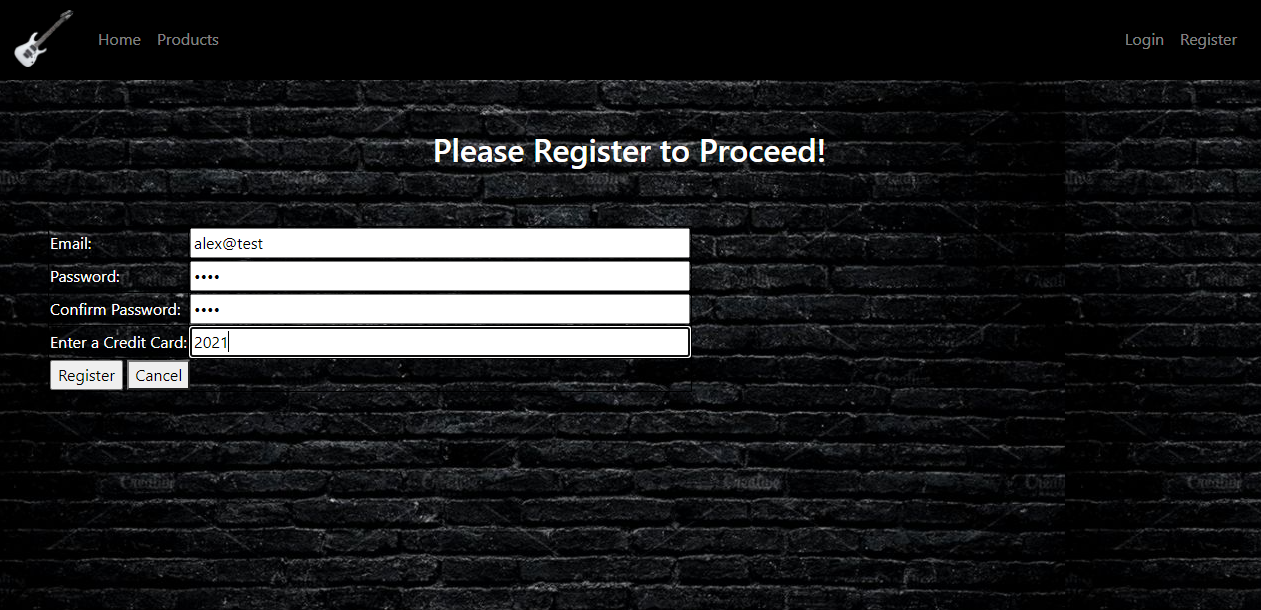 Home Products Login Register
Please Register to Proceed!
Email: alex@test
Password: ••••
Confirm Password: ••••
Enter a Credit Card: 2021
Register Cancel